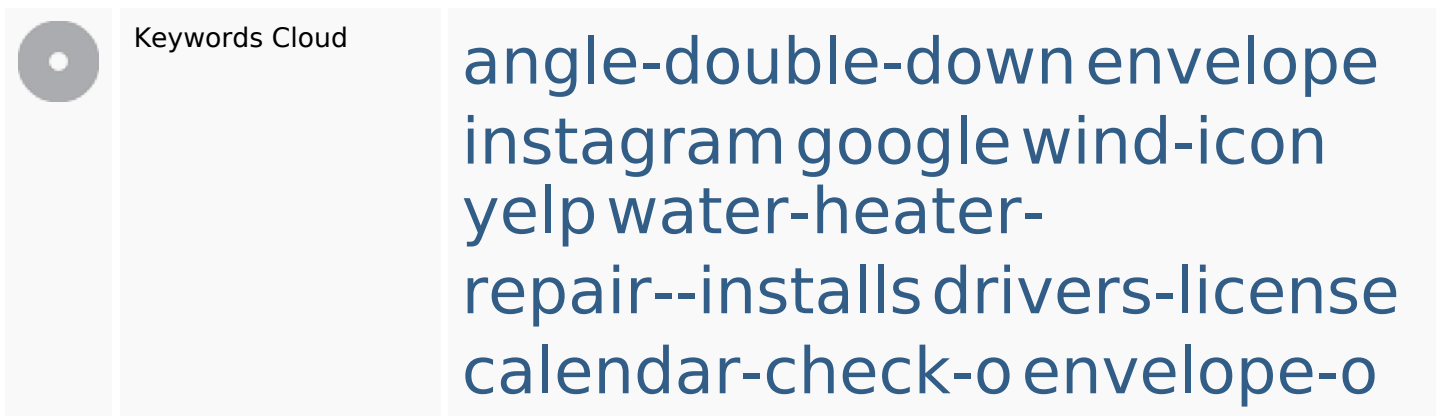 Keywords Cloud
angle-double-down envelope
instagram google wind-icon
yelp water-heater-
repair--installs drivers-license
calendar-check-o envelope-o